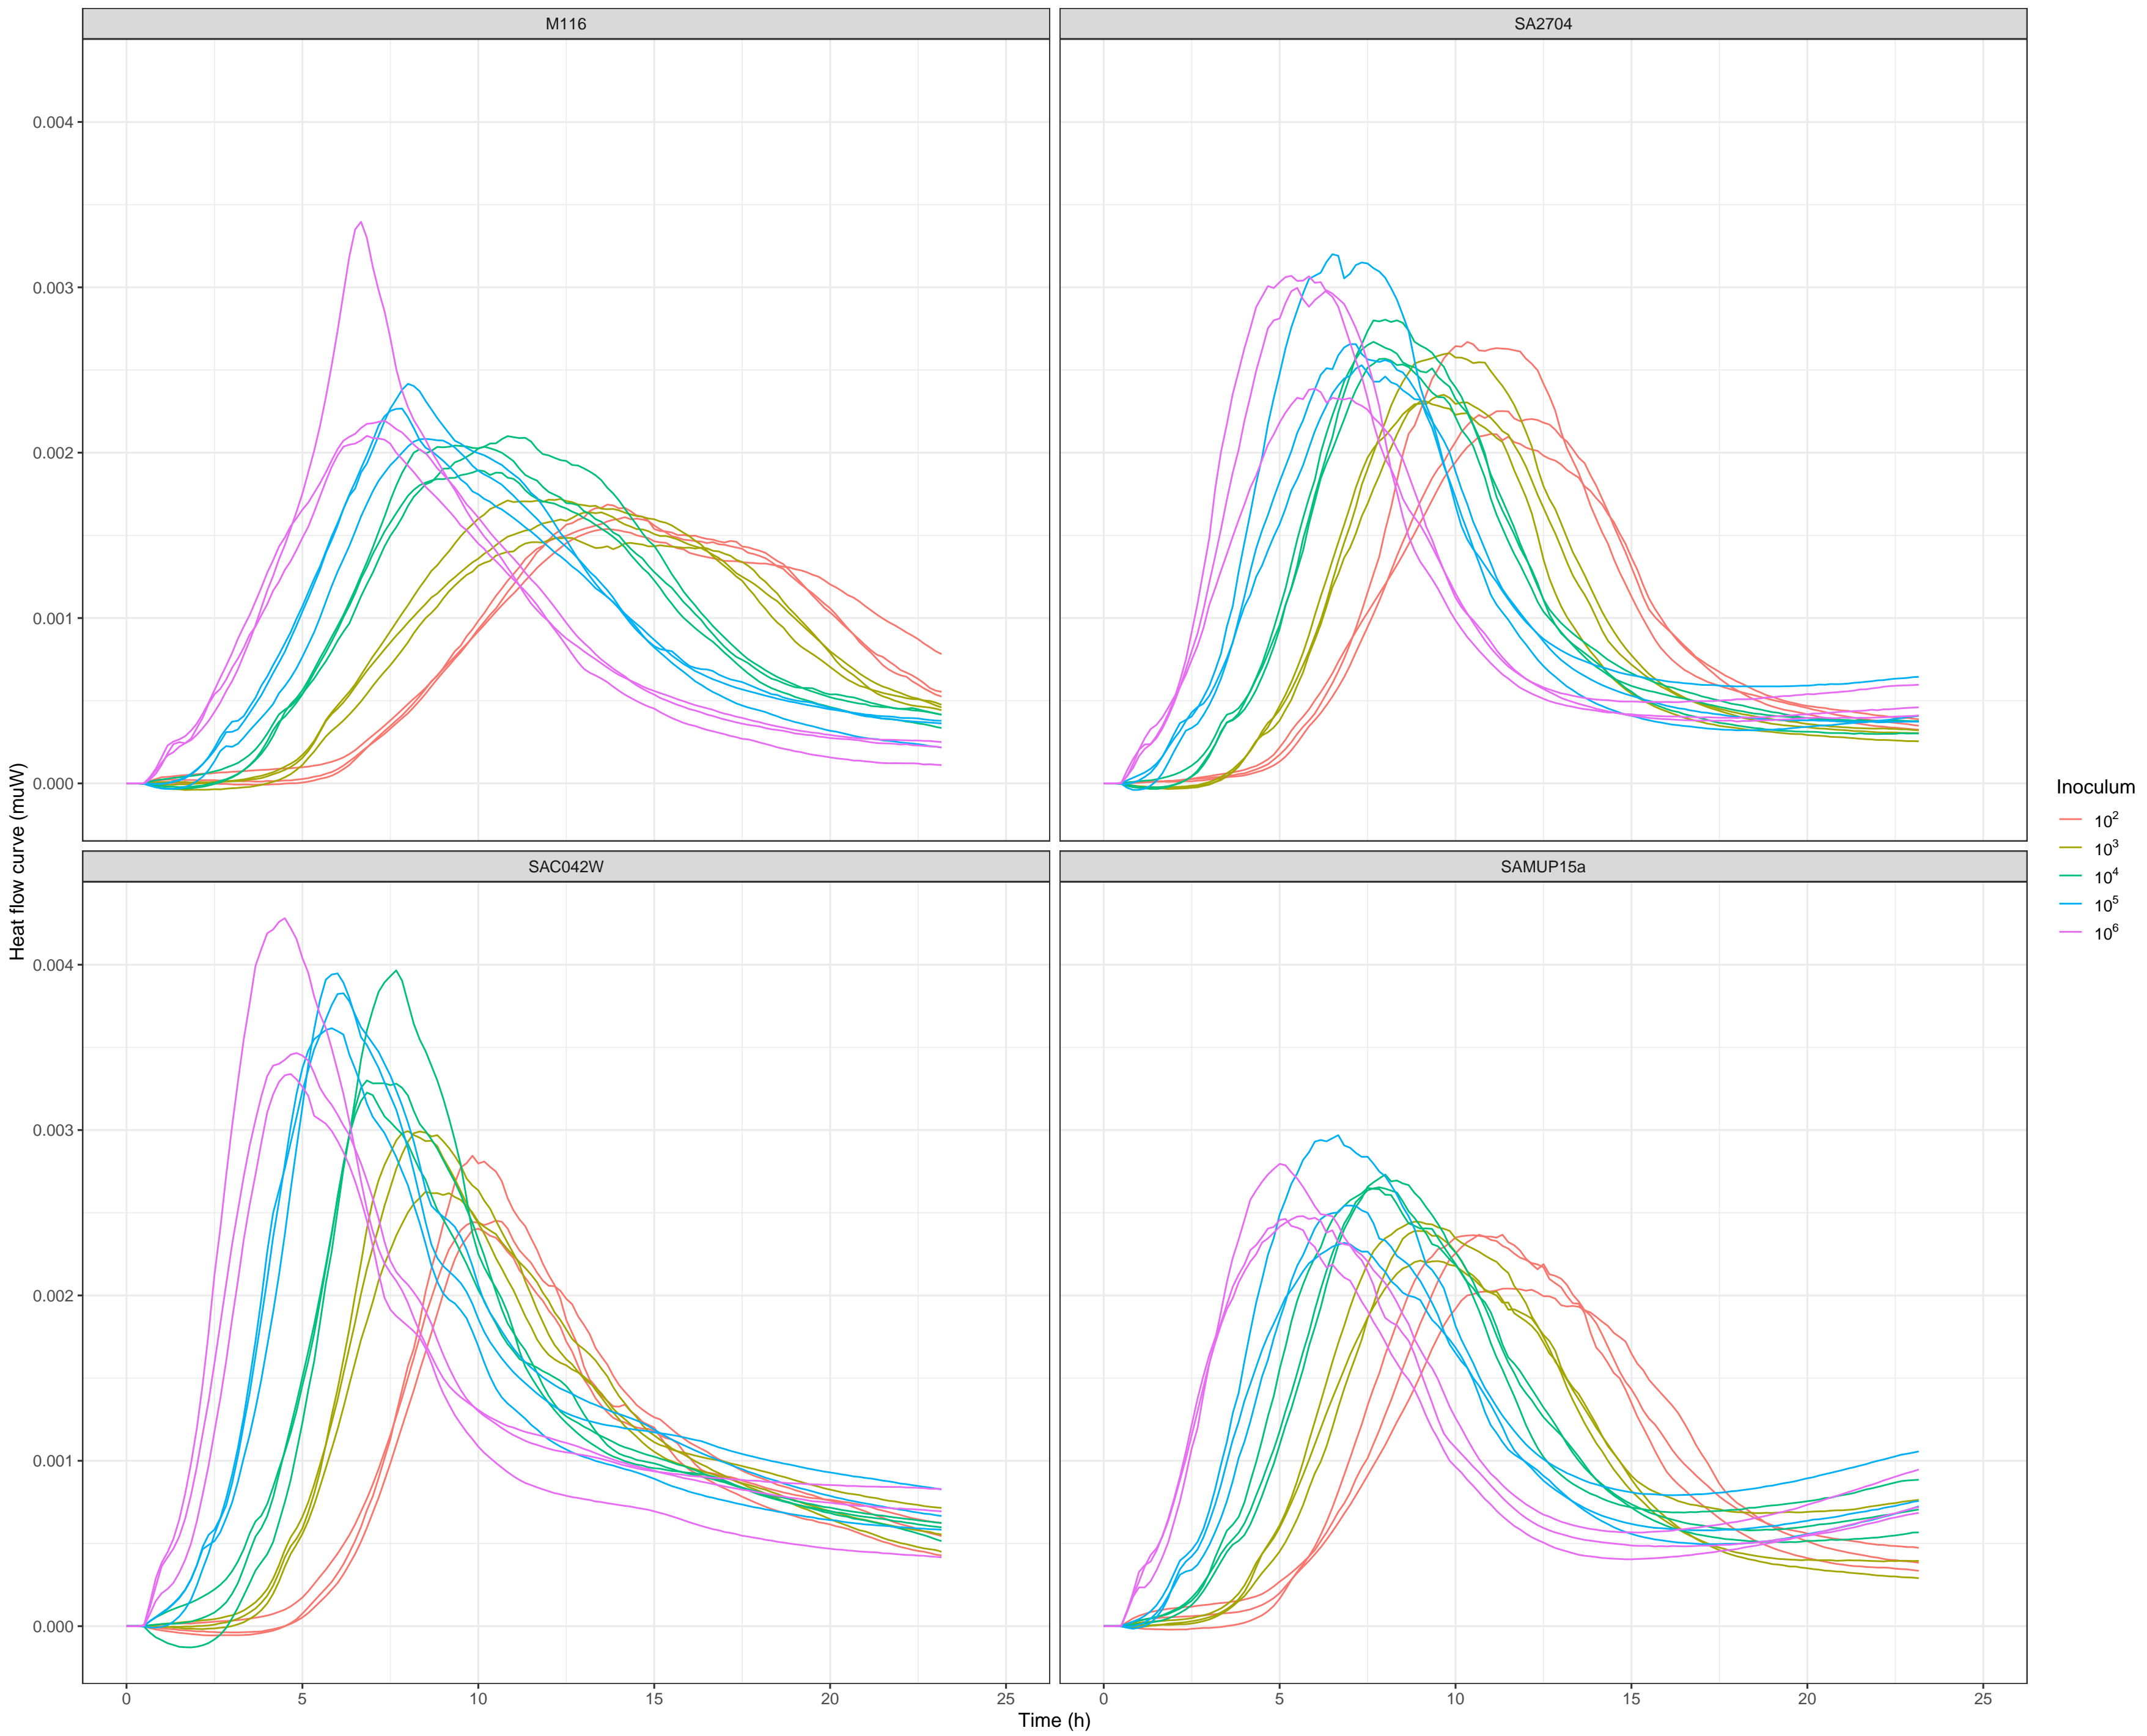 M116
SA2704
0.004
0.003
0.002
0.001
0.000
SAC042W
SAMUP15a
0.004
0.003
0.002
0.001
0.000
0 5 10 15 20 25
0 5 10 15 20 25
Time (h)
Heat flow curve (muW)
Inoculum
10²
10³
10⁴
10⁵
10⁶